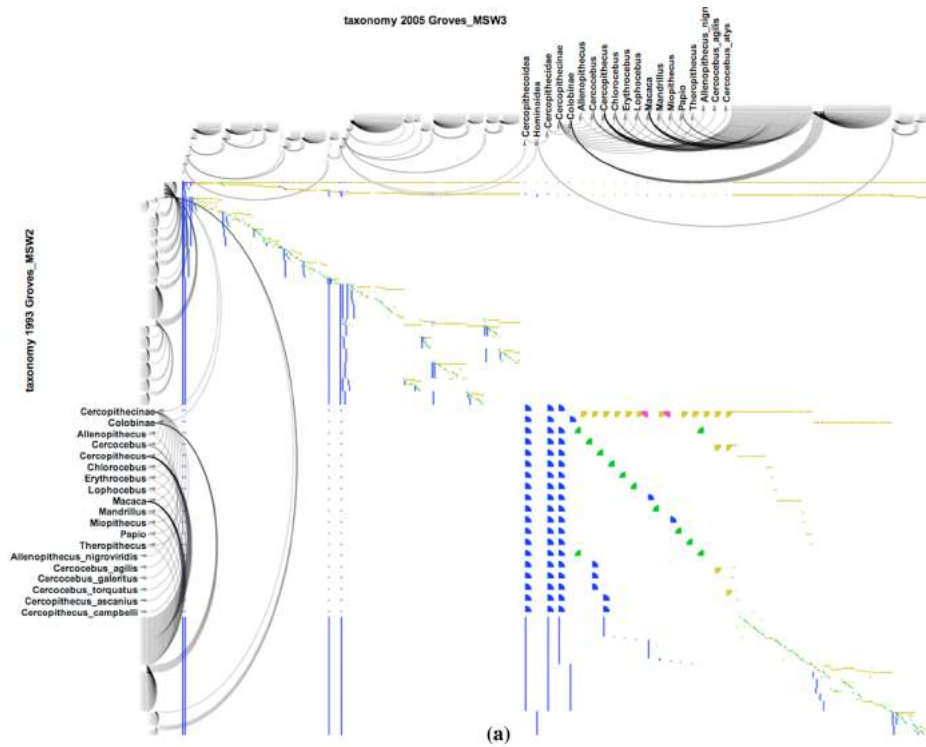 taxonomy 2005 Groves_MSW3
Cercopithecoidea
Hominoidea
Cercopithecidae
Cercopithecinae
Colobinae
Allenopithecus
Cercocebus
Cercopithecus
Chlorocebus
Erythrocebus
Lophocebus
Macaca
Mandrillus
Miopithecus
Papio
Theropithecus
Allenopithecus_nigr
Cercocebus_agilis
Cercocebus_atys
taxonomy 1993 Groves_MSW2
Cercopithecinae
Colobinae
Allenopithecus
Cercocebus
Cercopithecus
Chlorocebus
Erythrocebus
Lophocebus
Macaca
Mandrillus
Miopithecus
Papio
Theropithecus
Allenopithecus_nigroviridis
Cercocebus_agilis
Cercocebus_galeritus
Cercocebus_torquatus
Cercopithecus_ascanius
Cercopithecus_campbelli
(a)